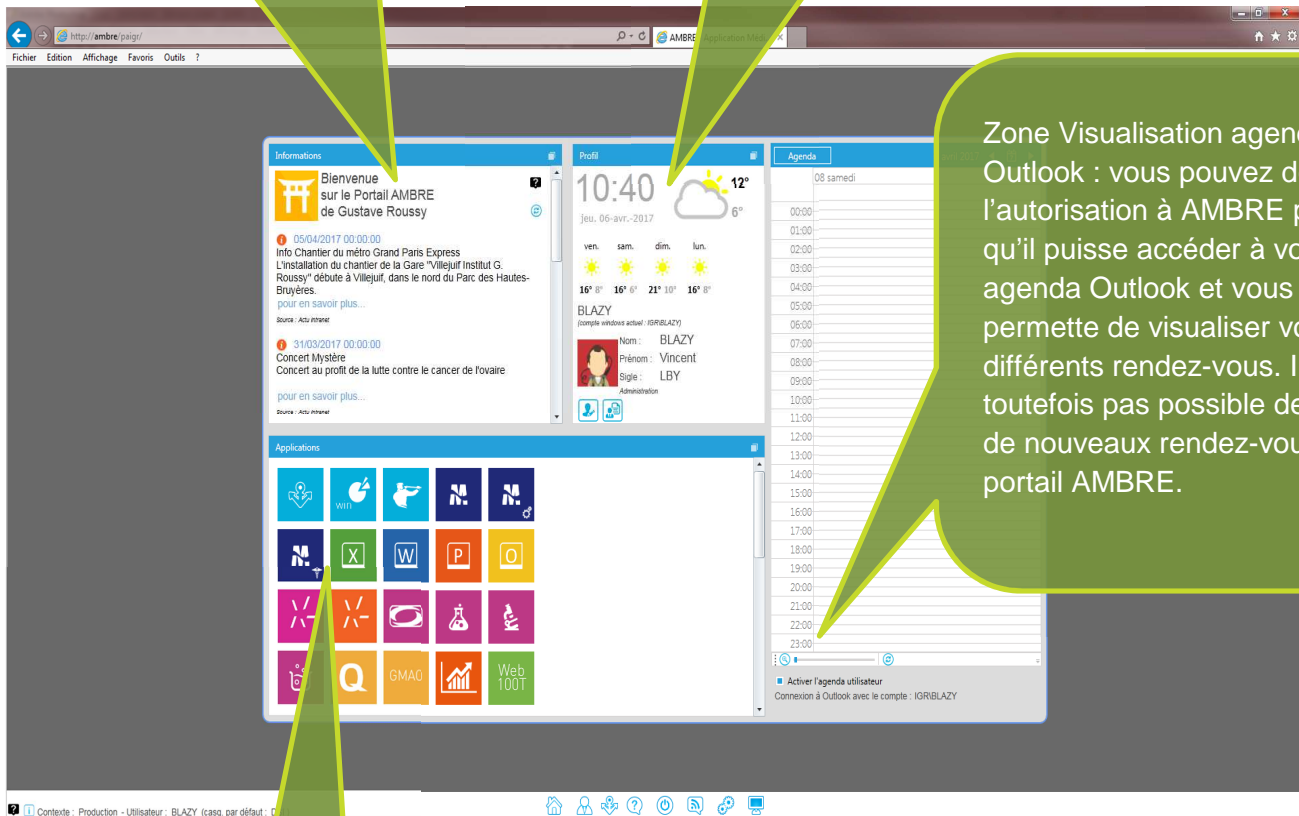 http://ambre/paigr/
AMBRE - Application Médi
Fichier Edition Affichage Favoris Outils ?
Informations
Bienvenue
sur le Portail AMBRE
de Gustave Roussy
05/04/2017 00:00:00
Info Chantier du métro Grand Paris Express
L'installation du chantier de la Gare "Villejuif Institut G.
Roussy" débute à Villejuif, dans le nord du Parc des Hautes-
Bruyères.
pour en savoir plus...
Source : Actu Intranet
31/03/2017 00:00:00
Concert Mystère
Concert au profit de la lutte contre le cancer de l'ovaire
pour en savoir plus...
Source : Actu Intranet
Profil
10:40
12°
6°
jeu. 06-avr.-2017
ven. sam. dim. lun.
16° 8° 16° 6° 21° 10° 16° 8°
BLAZY
(compte windows actuel : IGR\BLAZY)
Nom : BLAZY
Prénom : Vincent
Sigle : LBY
Administration
Agenda
08 samedi
00:00
01:00
02:00
03:00
04:00
05:00
06:00
07:00
08:00
09:00
10:00
11:00
12:00
13:00
14:00
15:00
16:00
17:00
18:00
19:00
20:00
21:00
22:00
23:00
Activer l'agenda utilisateur
Connexion à Outlook avec le compte : IGR\BLAZY
Zone Visualisation agen
Outlook : vous pouvez d
l'autorisation à AMBRE p
qu'il puisse accéder à vo
agenda Outlook et vous
permette de visualiser vo
différents rendez-vous. I
toutefois pas possible de
de nouveaux rendez-vou
portail AMBRE.
Applications
WIN
M. M.
M. X W P O
Q GMAO Web
100T
Contexte : Production - Utilisateur : BLAZY (casq. par défaut : D